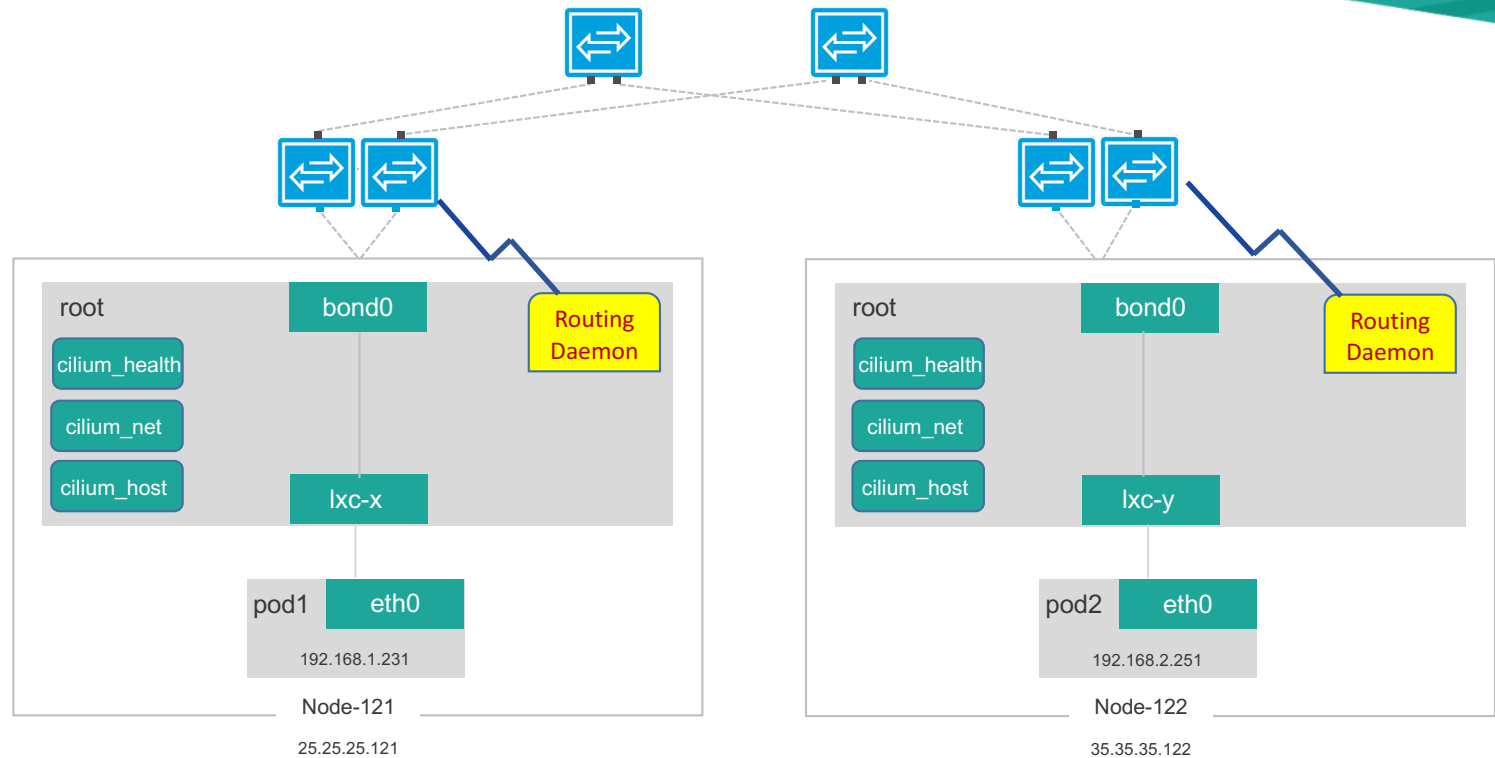 root
bond0
Routing
Daemon
cilium_health
cilium_net
cilium_host
lxc-x
pod1
eth0
192.168.1.231
Node-121
25.25.25.121
root
bond0
Routing
Daemon
cilium_health
cilium_net
cilium_host
lxc-y
pod2
eth0
192.168.2.251
Node-122
35.35.35.122